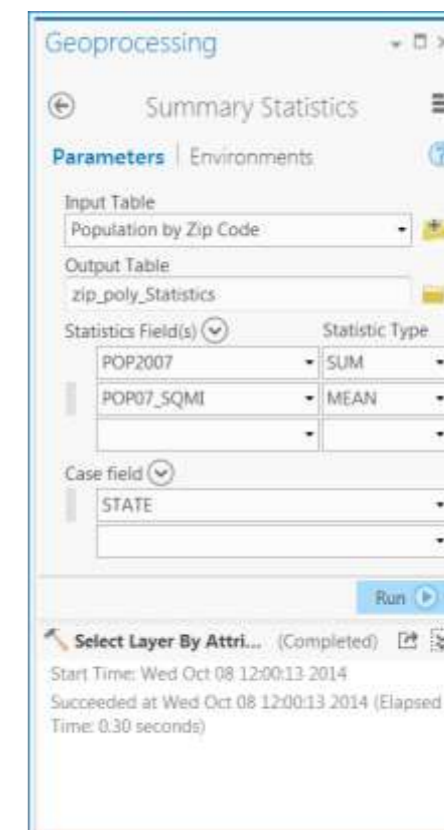 Geoprocessing
Summary Statistics
Parameters | Environments
Input Table
Population by Zip Code
Output Table
zip_poly_Statistics
Statistics Field(s) Statistic Type
POP2007 SUM
POP07_SQMI MEAN
Case field
STATE
Run
Select Layer By Attri... (Completed)
Start Time: Wed Oct 08 12:00:13 2014
Succeeded at Wed Oct 08 12:00:13 2014 (Elapsed
Time: 0.30 seconds)